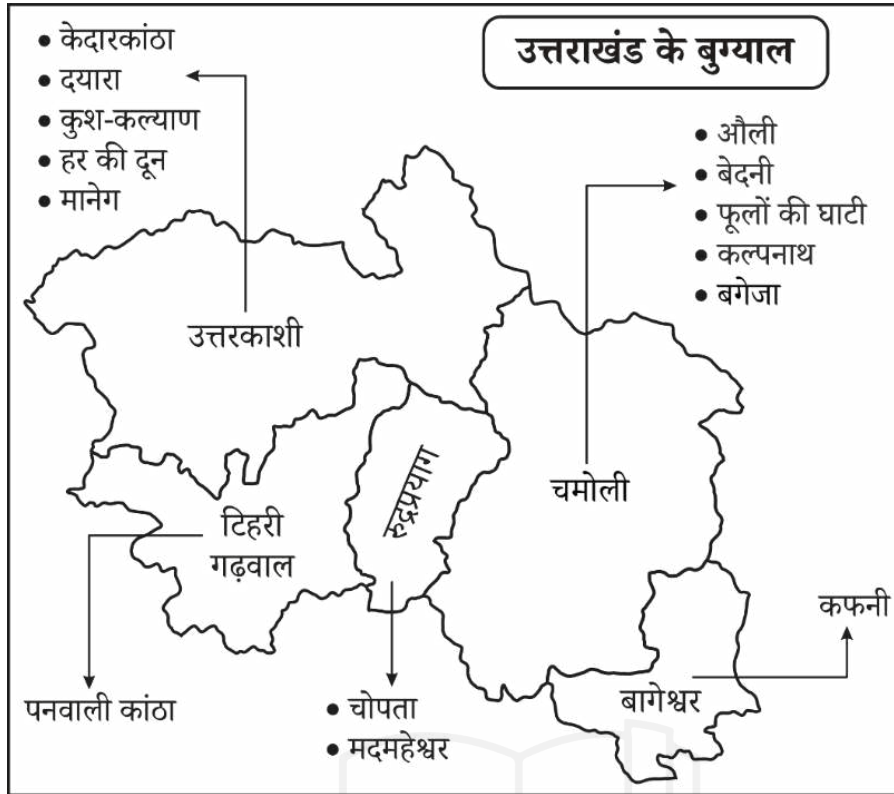 उत्तराखंड के बुग्याल
• केदारकांठा
• दयारा
• कुश-कल्याण
• हर की दून
• मानेग
• औली
• बेदनी
• फूलों की घाटी
• कल्पनाथ
• बगेजा
उत्तरकाशी
चमोली
रुद्रप्रयाग
टिहरी
गढ़वाल
कफनी
बागेश्वर
पनवाली कांठा
• चोपता
• मदमहेश्वर